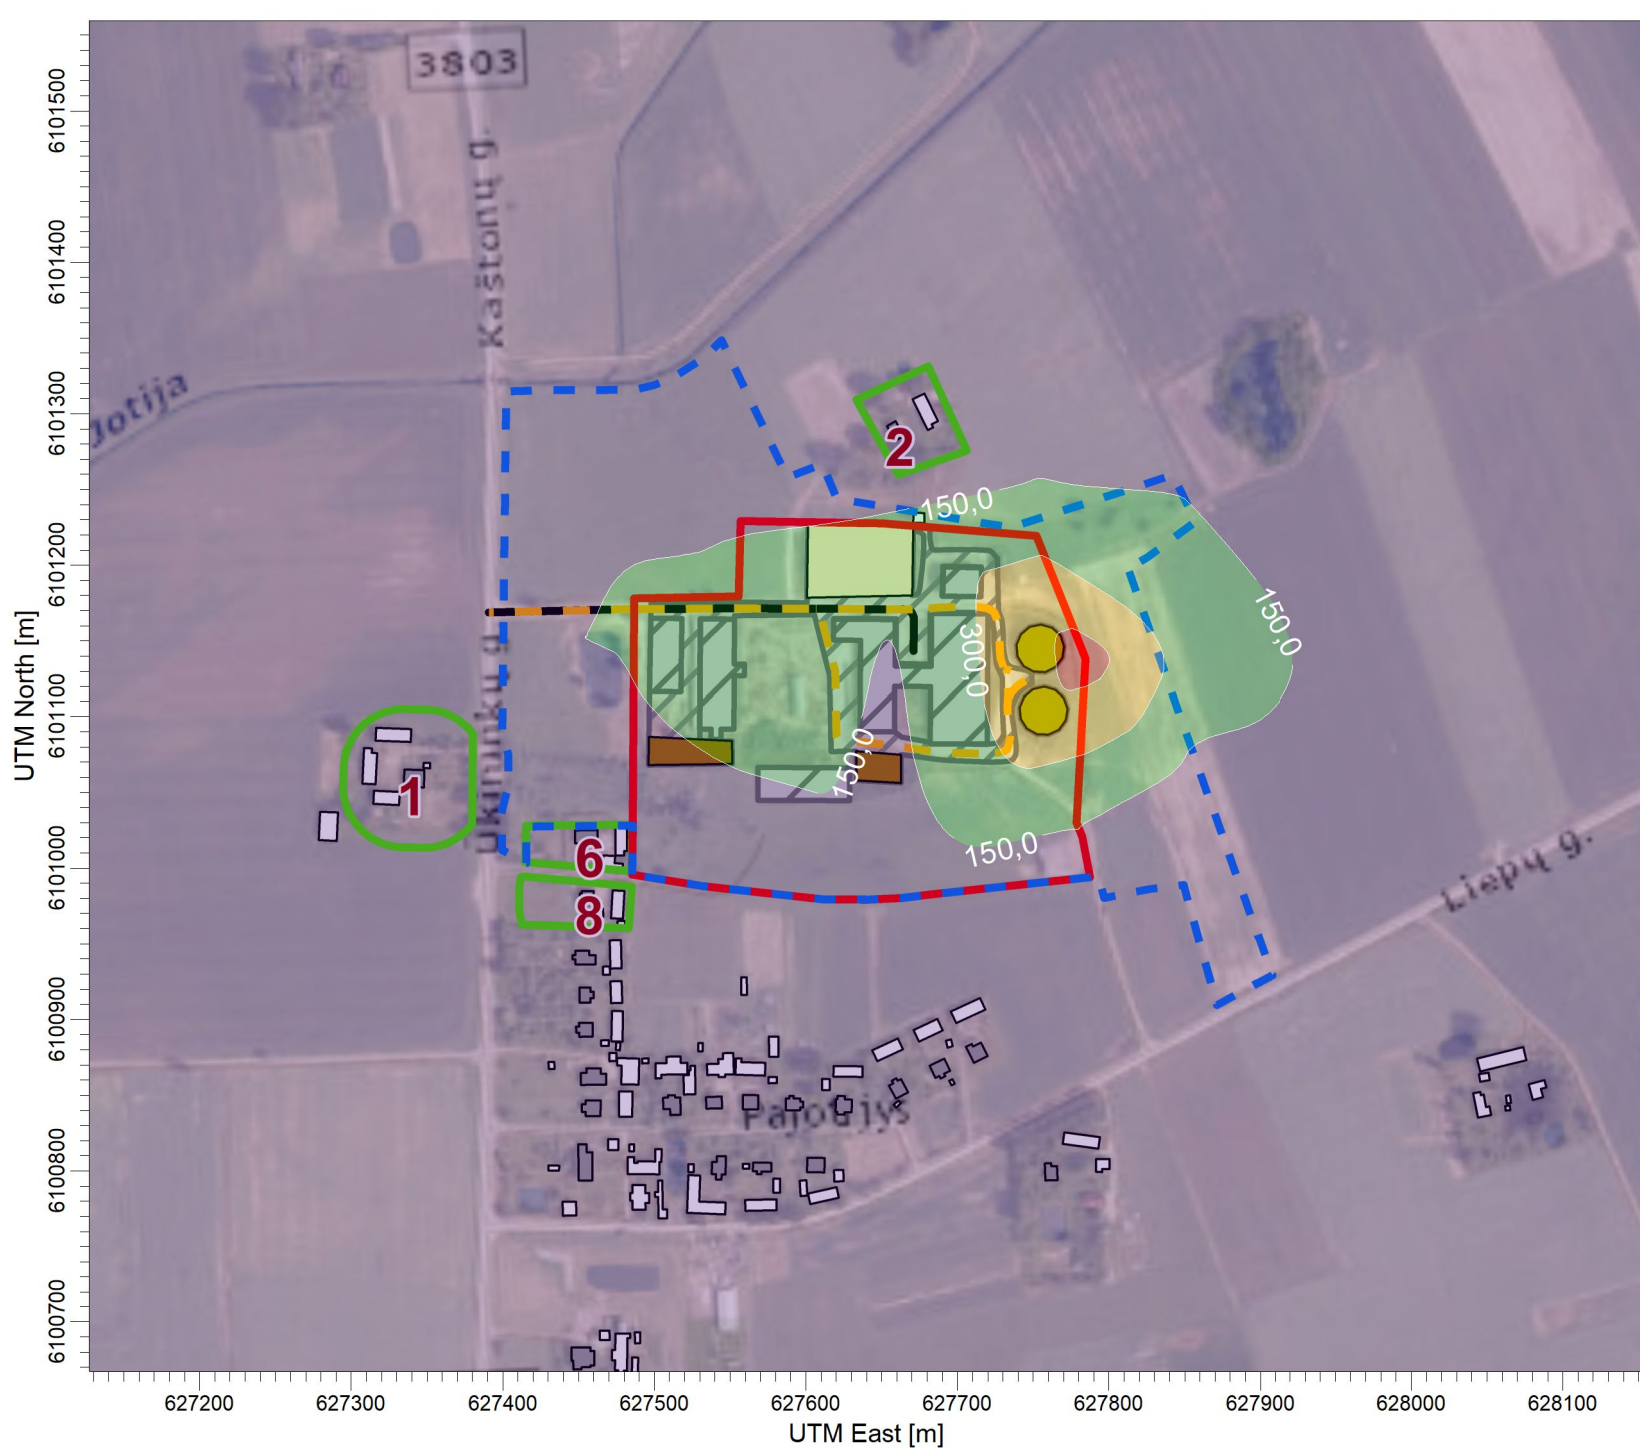 3803
Kaštonų g.
Jotija
2
150,0
150,0
300,0
150,0
1
Ūkininkų g.
150,0
6
8
Liepų g.
Pajotijys
UTM North [m]
6101500
6101400
6101300
6101200
6101100
6101000
6100900
6100800
6100700
627200 627300 627400 627500 627600 627700 627800 627900 628000 628100
UTM East [m]